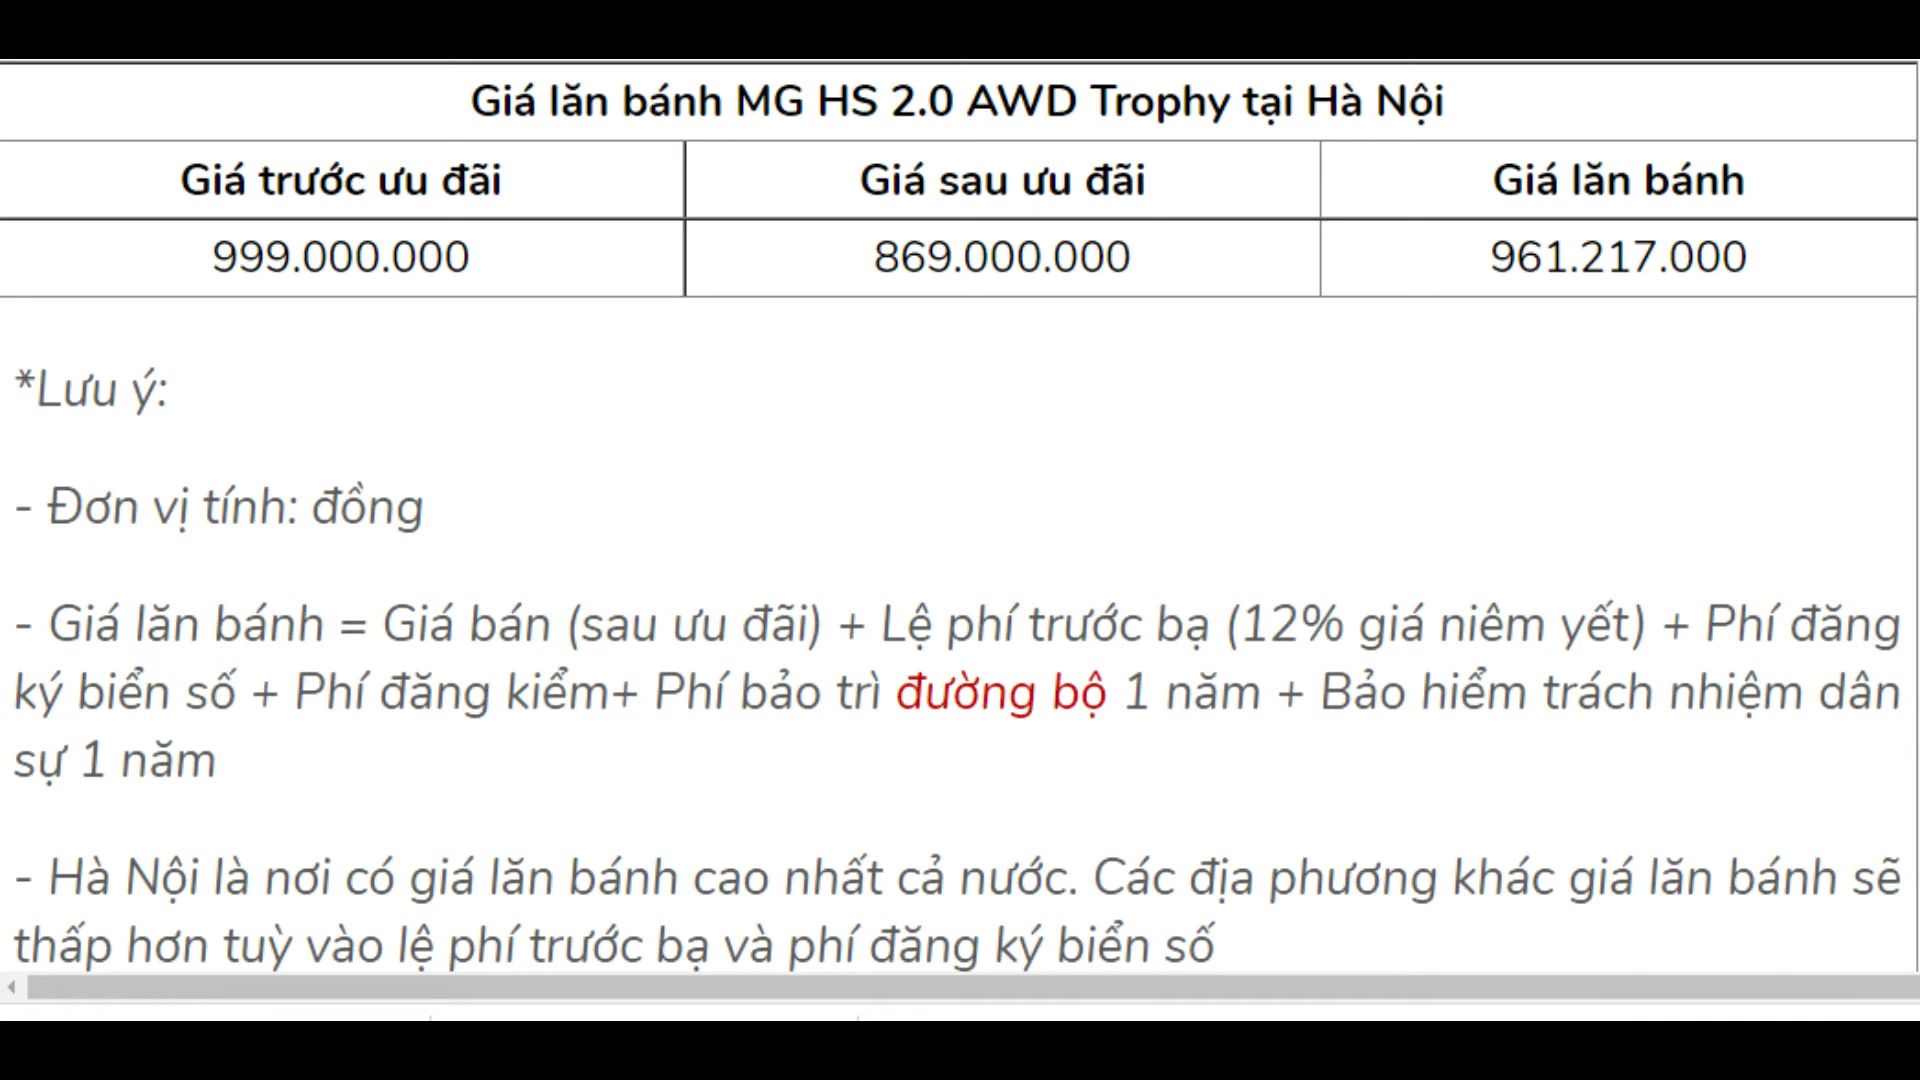 Giá lăn bánh MG HS 2.0 AWD Trophy tại Hà Nội
Giá trước ưu đãi
Giá sau ưu đãi
Giá lăn bánh
999.000.000
869.000.000
961.217.000
*Lưu ý:
- Đơn vị tính: đồng
- Giá lăn bánh = Giá bán (sau ưu đãi) + Lệ phí trước bạ (12% giá niêm yết) + Phí đăng
ký biển số + Phí đăng kiểm+ Phí bảo trì đường bộ 1 năm + Bảo hiểm trách nhiệm dân
sự 1 năm
- Hà Nội là nơi có giá lăn bánh cao nhất cả nước. Các địa phương khác giá lăn bánh sẽ
thấp hơn tuỳ vào lệ phí trước bạ và phí đăng ký biển số